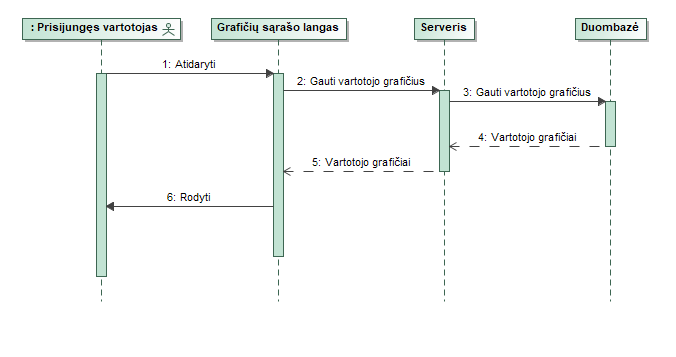 : Prisijungęs vartotojas
Grafičių sąrašo langas
Serveris
Duombazė
1: Atidaryti
2: Gauti vartotojo grafičius
3: Gauti vartotojo grafičius
4: Vartotojo grafičiai
5: Vartotojo grafičiai
6: Rodyti